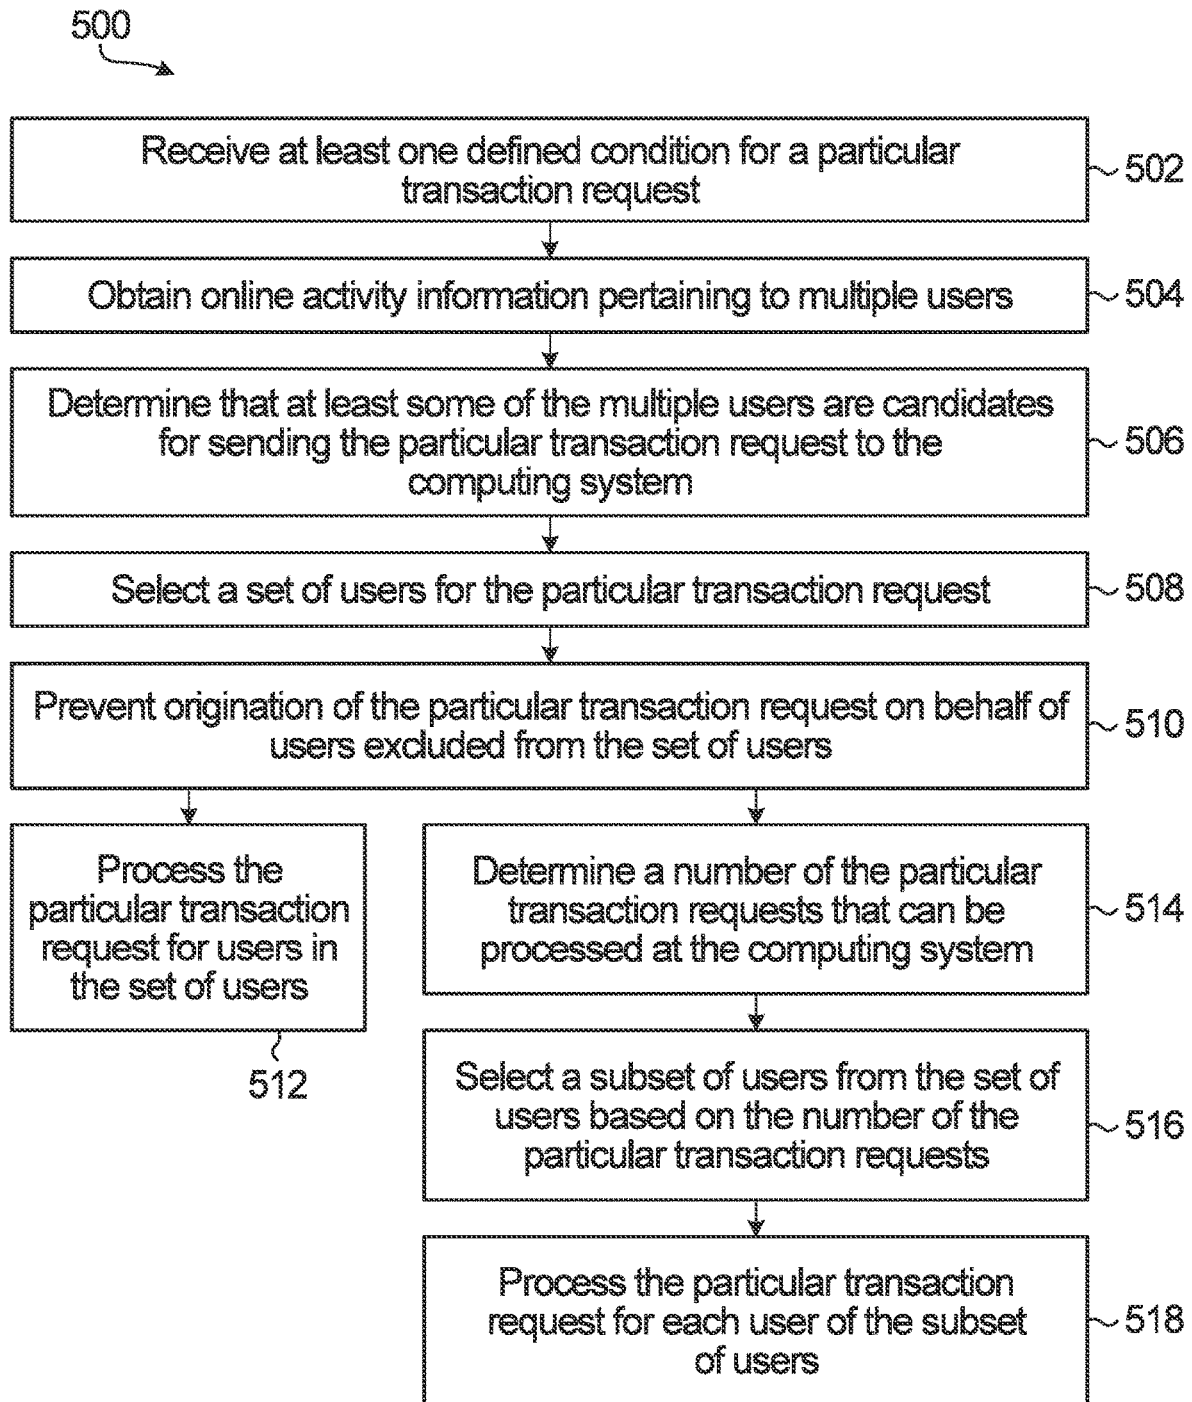 500
Receive at least one defined condition for a particular
transaction request
502
Obtain online activity information pertaining to multiple users
504
Determine that at least some of the multiple users are candidates
for sending the particular transaction request to the
computing system
506
Select a set of users for the particular transaction request
508
Prevent origination of the particular transaction request on behalf of
users excluded from the set of users
510
Process the
particular transaction
request for users in
the set of users
512
Determine a number of the particular
transaction requests that can be
processed at the computing system
514
Select a subset of users from the set of
users based on the number of the
particular transaction requests
516
Process the particular transaction
request for each user of the subset
of users
518